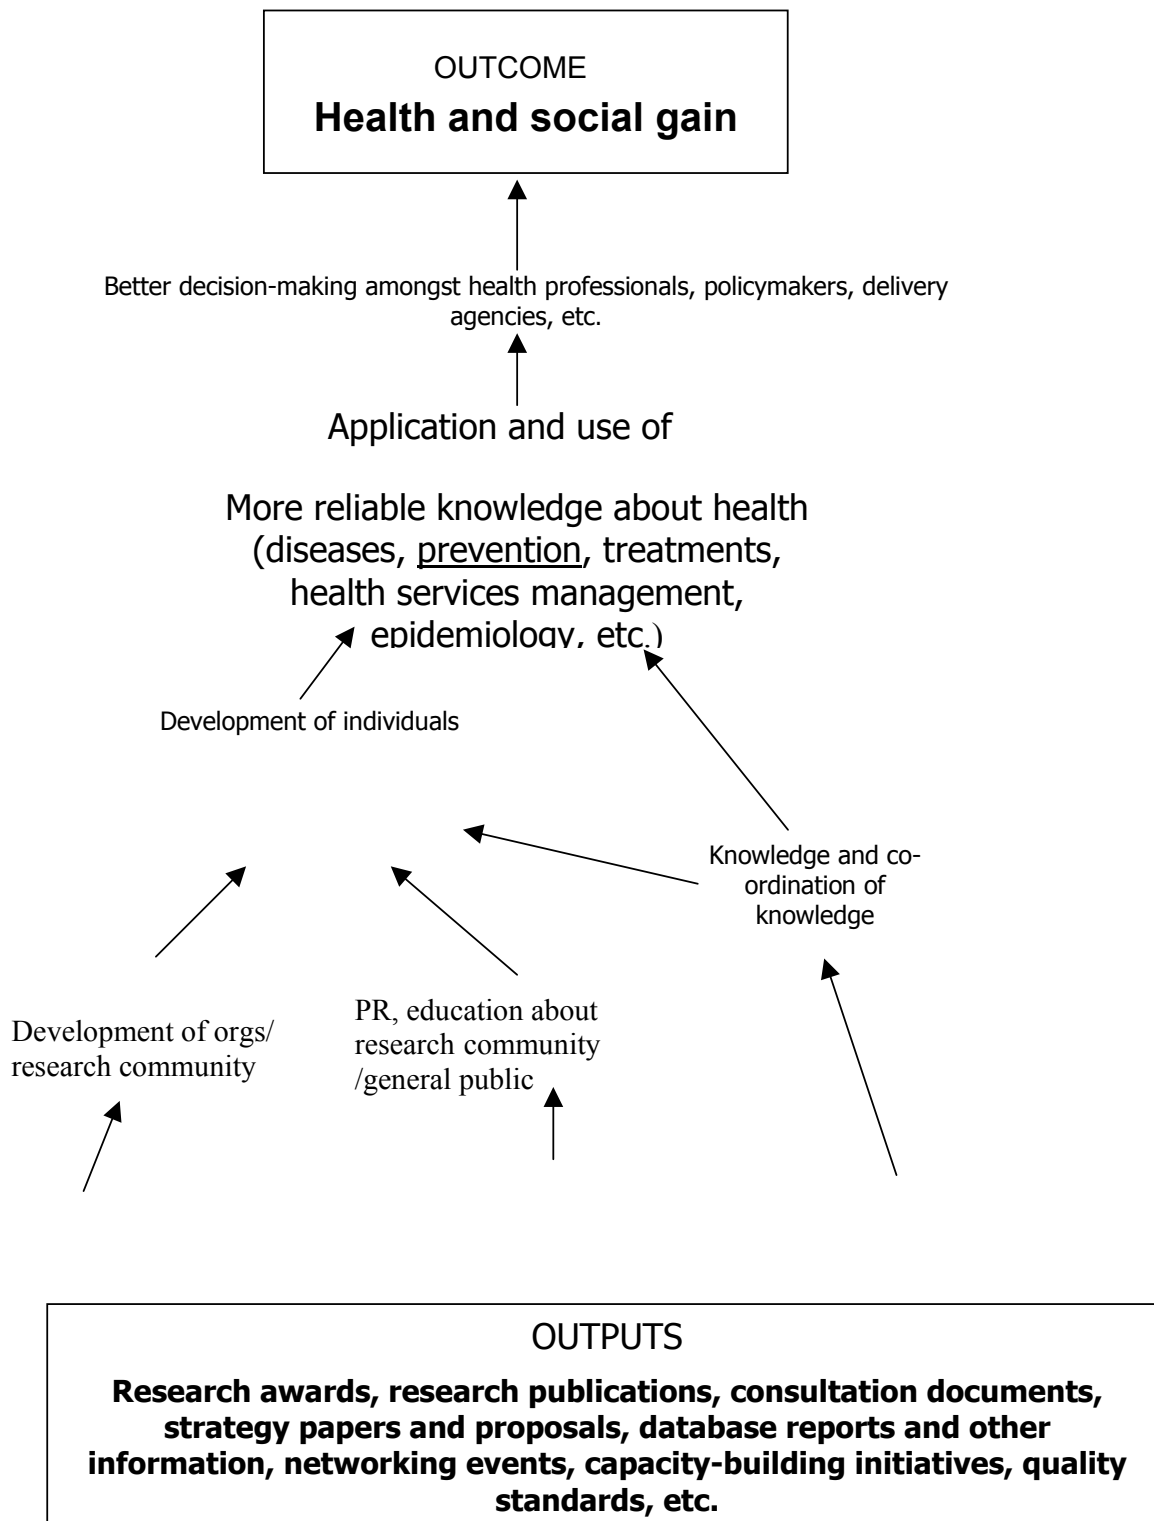 OUTCOME
Health and social gain
Better decision-making amongst health professionals, policymakers, delivery
agencies, etc.
Application and use of
More reliable knowledge about health
(diseases, prevention, treatments,
health services management,
epidemiology, etc.)
Development of individuals
Knowledge and co-
ordination of
knowledge
PR, education about
research community
/general public
Development of orgs/
research community
OUTPUTS
Research awards, research publications, consultation documents,
strategy papers and proposals, database reports and other
information, networking events, capacity-building initiatives, quality
standards, etc.